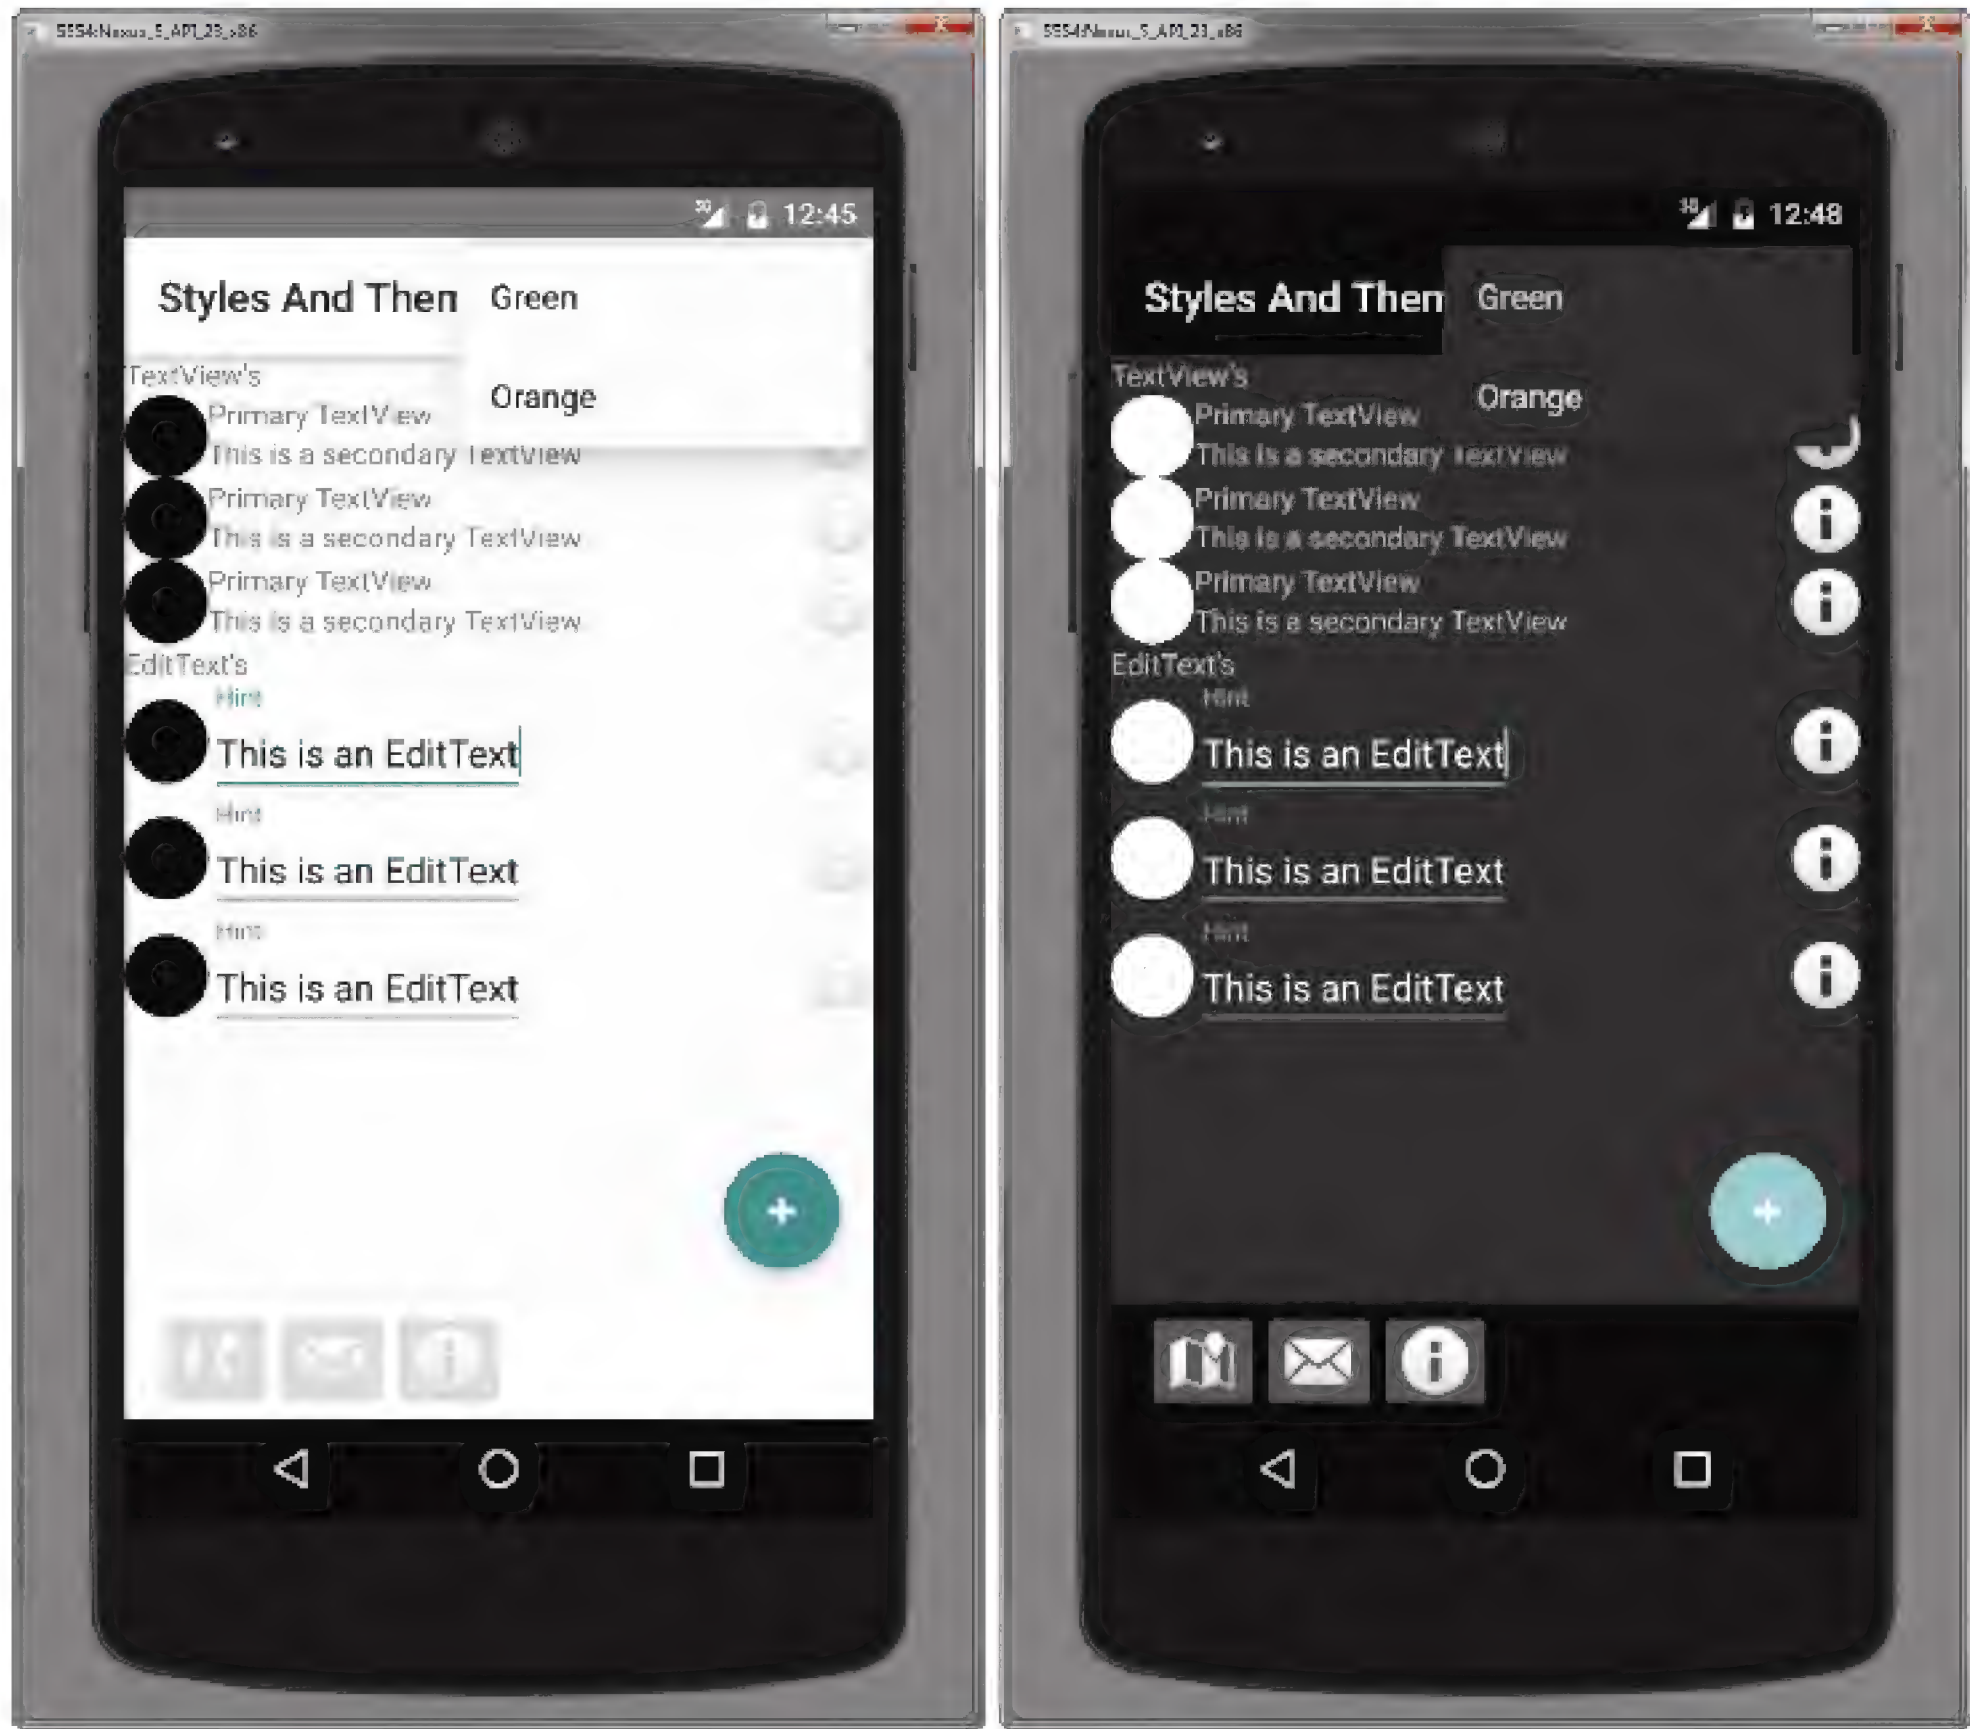 5554:Nexus_5_API_23_x86
12:45
Styles And Them
Green
Orange
TextView's
Primary TextView
This is a secondary TextView
Primary TextView
This is a secondary TextView
Primary TextView
This is a secondary TextView
EditText's
Hint
This is an EditText
Hint
This is an EditText
Hint
This is an EditText
5554:Nexus_5_API_23_x86
12:48
Styles And Them
Green
Orange
TextView's
Primary TextView
This is a secondary TextView
Primary TextView
This is a secondary TextView
Primary TextView
This is a secondary TextView
EditText's
Hint
This is an EditText
Hint
This is an EditText
Hint
This is an EditText